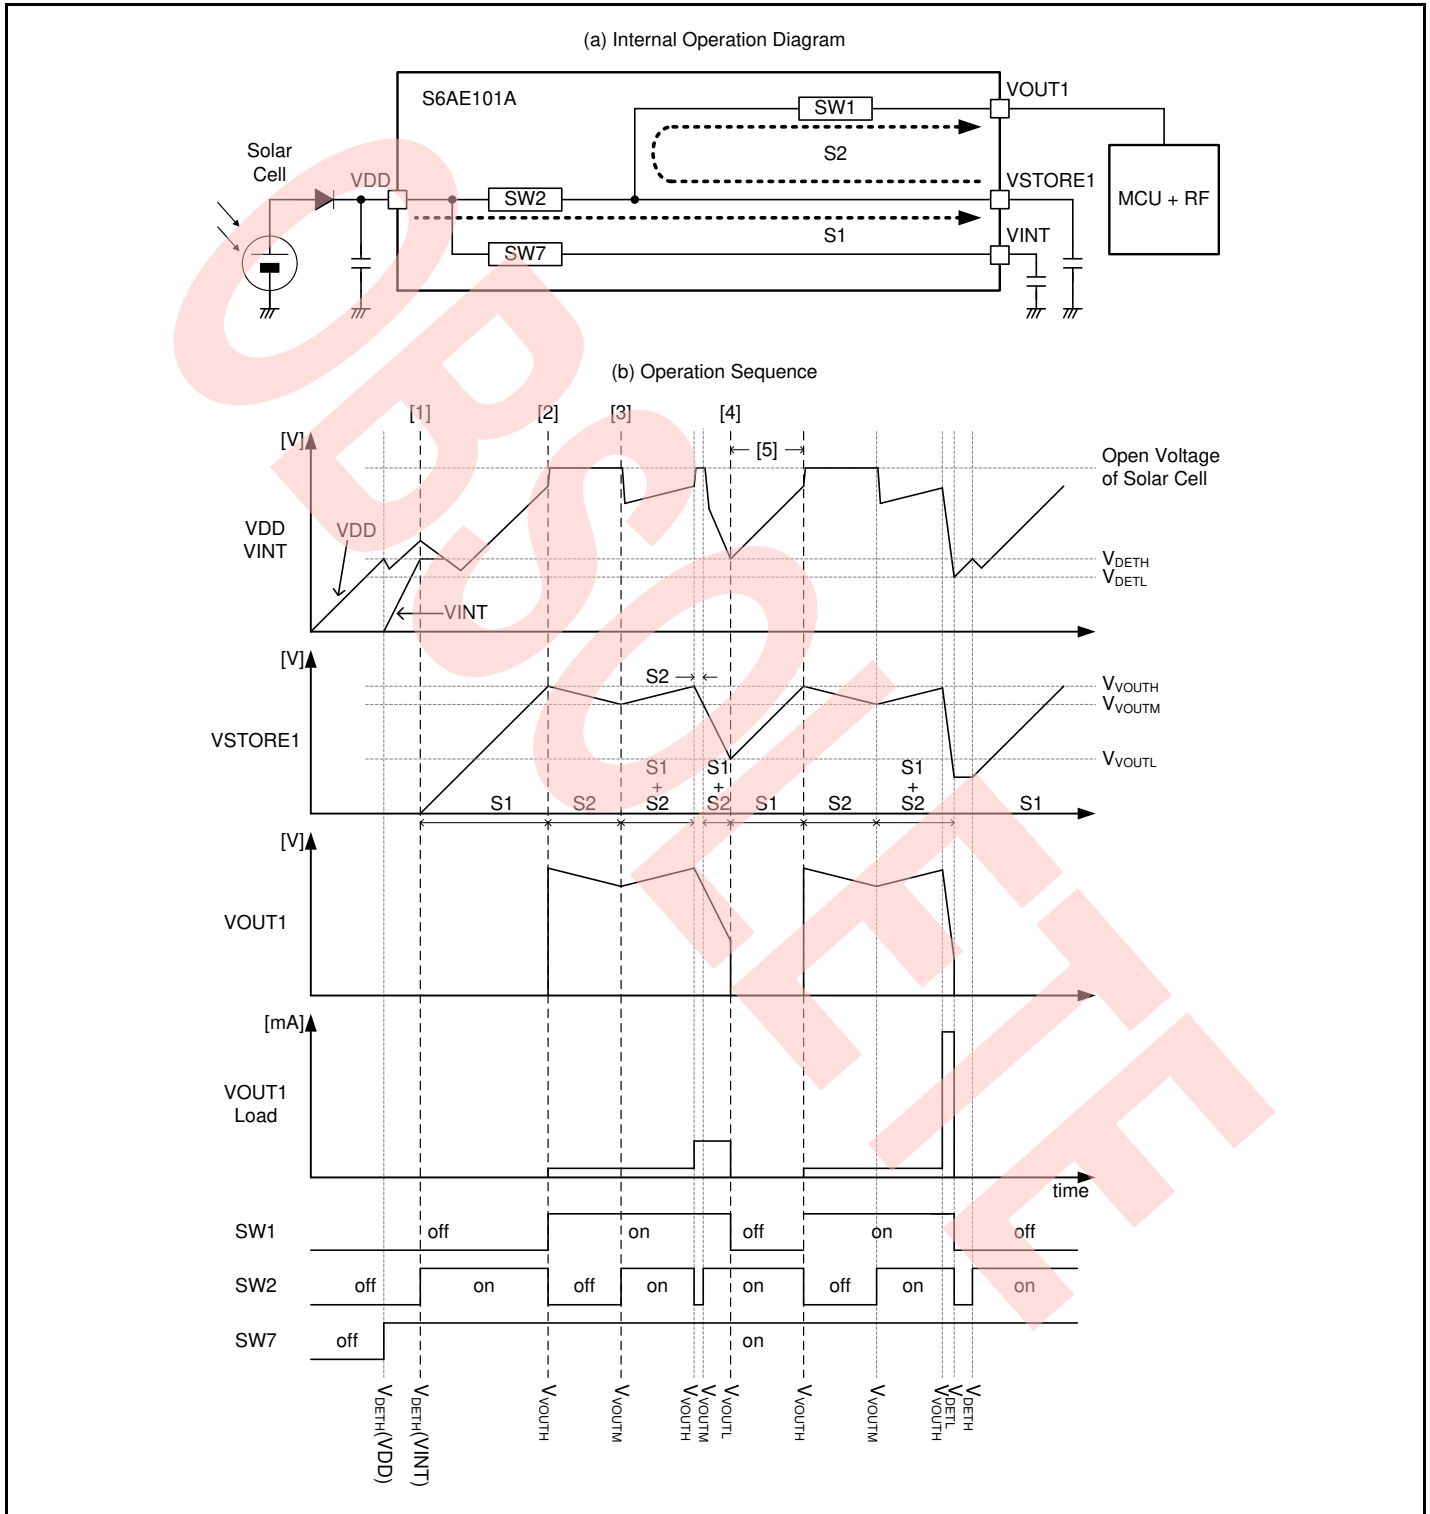 (a) Internal Operation Diagram
S6AE101A
VOUT1
SW1
S2
Solar
Cell
VDD
SW2
VSTORE1
MCU + RF
S1
VINT
SW7
(b) Operation Sequence
[1] [2] [3] [4]
[V]
[5]
Open Voltage
of Solar Cell
VDD
VINT
VDD
VDETH
VDETL
VINT
[V]
S2
VVOUTH
VVOUTM
VSTORE1
VVOUTL
S1 S1 S1
+ + +
S1 S2 S2 S2 S1 S2 S2 S1
[V]
VOUT1
[mA]
VOUT1
Load
time
SW1 off on off on off
SW2 off on off on on off on on
SW7 off on
VDETH(VDD)
VDETH(VINT)
VVOUTH
VVOUTM
VVOUTH
VVOUTM
VVOUTL
VVOUTH
VVOUTM
VVOUTH
VDETL
VDETH
OBSOLETE